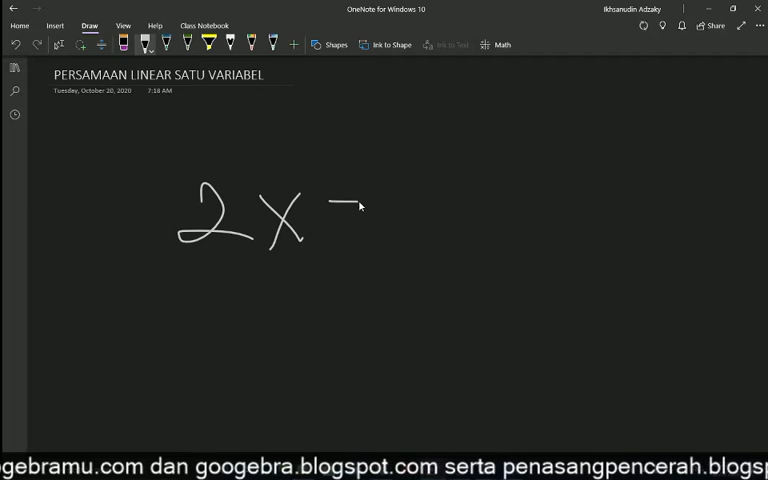 OneNote for Windows 10
Ikhsanudin Adzaky
Home Insert Draw View Help Class Notebook
Share
Shapes Ink to Shape Ink to Text Math
PERSAMAAN LINEAR SATU VARIABEL
Tuesday, October 20, 2020 7:18 AM
2 x –
ogebramu.com dan googebra.blogspot.com serta penasangpencerah.blogsp